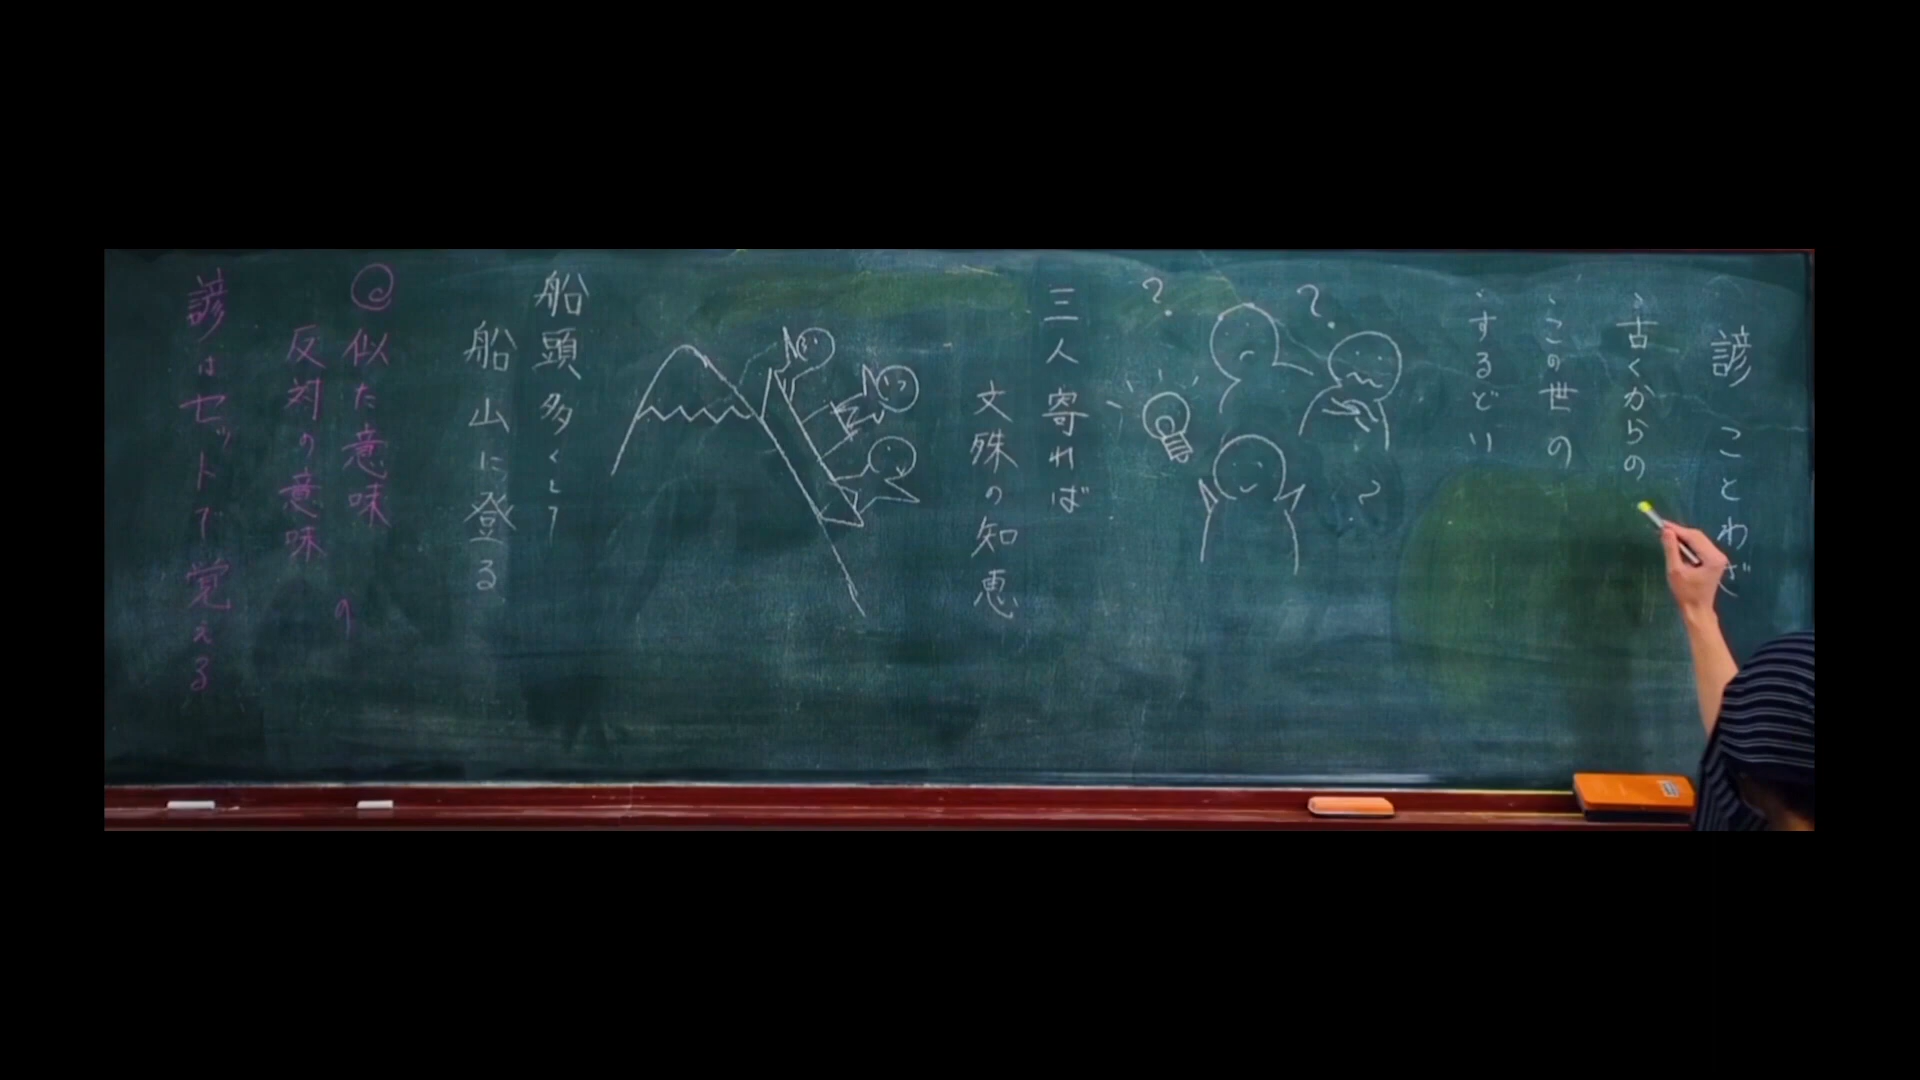 諺 ことわざ
・古くからの
・この世の
・するどい
?
?
?
三人寄れば
文殊の知恵
船頭多くして
船山に登る
@似た意味 の
反対の意味
諺はセットで覚える